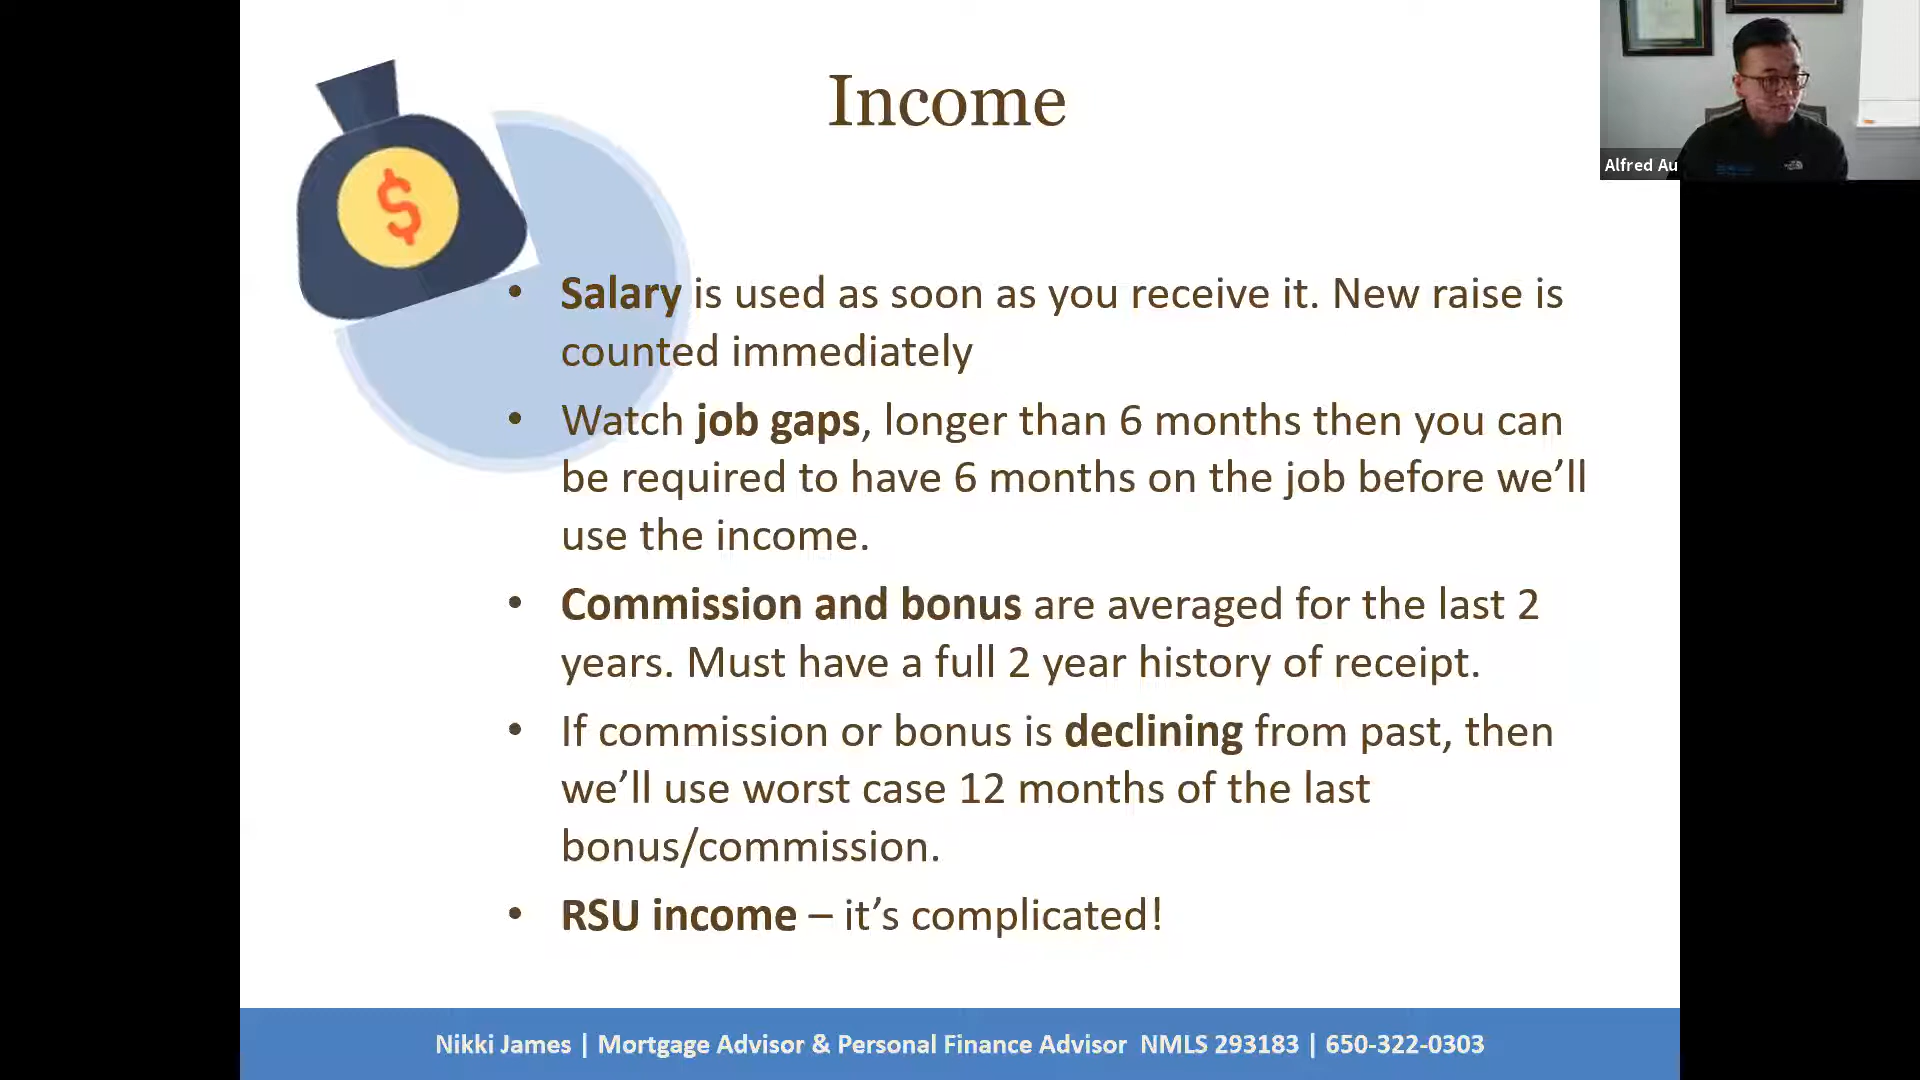 Income
Alfred Au
$
• Salary is used as soon as you receive it. New raise is
counted immediately
• Watch job gaps, longer than 6 months then you can
be required to have 6 months on the job before we’ll
use the income.
• Commission and bonus are averaged for the last 2
years. Must have a full 2 year history of receipt.
• If commission or bonus is declining from past, then
we’ll use worst case 12 months of the last
bonus/commission.
• RSU income – it’s complicated!
Nikki James | Mortgage Advisor & Personal Finance Advisor NMLS 293183 | 650-322-0303